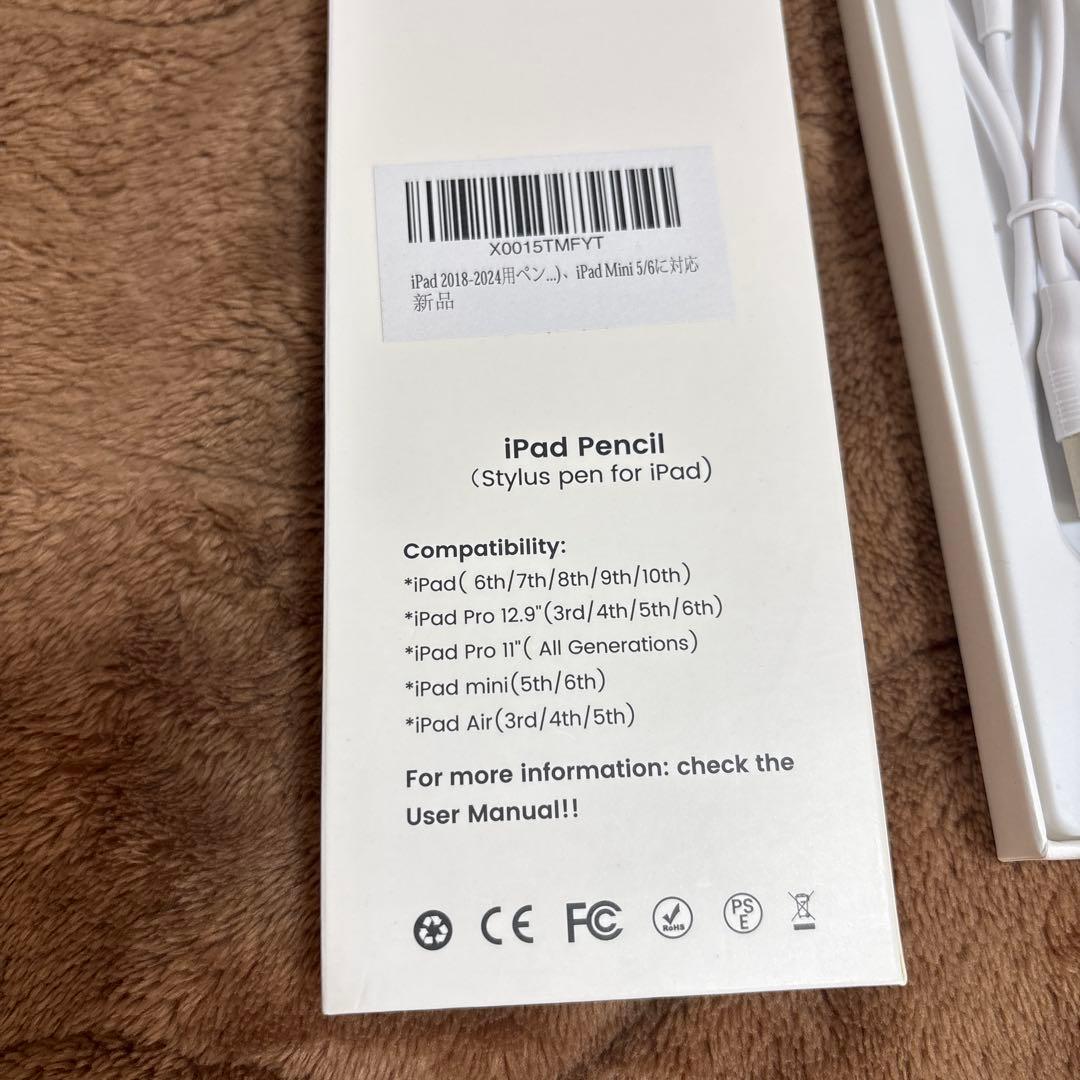 X0015TMFYT
iPad 2018-2024用ペン...)、iPad Mini 5/6に対応
新品
iPad Pencil
(Stylus pen for iPad)
Compatibility:
*iPad( 6th/7th/8th/9th/10th)
*iPad Pro 12.9"(3rd/4th/5th/6th)
*iPad Pro 11"( All Generations)
*iPad mini(5th/6th)
*iPad Air(3rd/4th/5th)
For more information: check the
User Manual!!
CE FC RoHS PSE